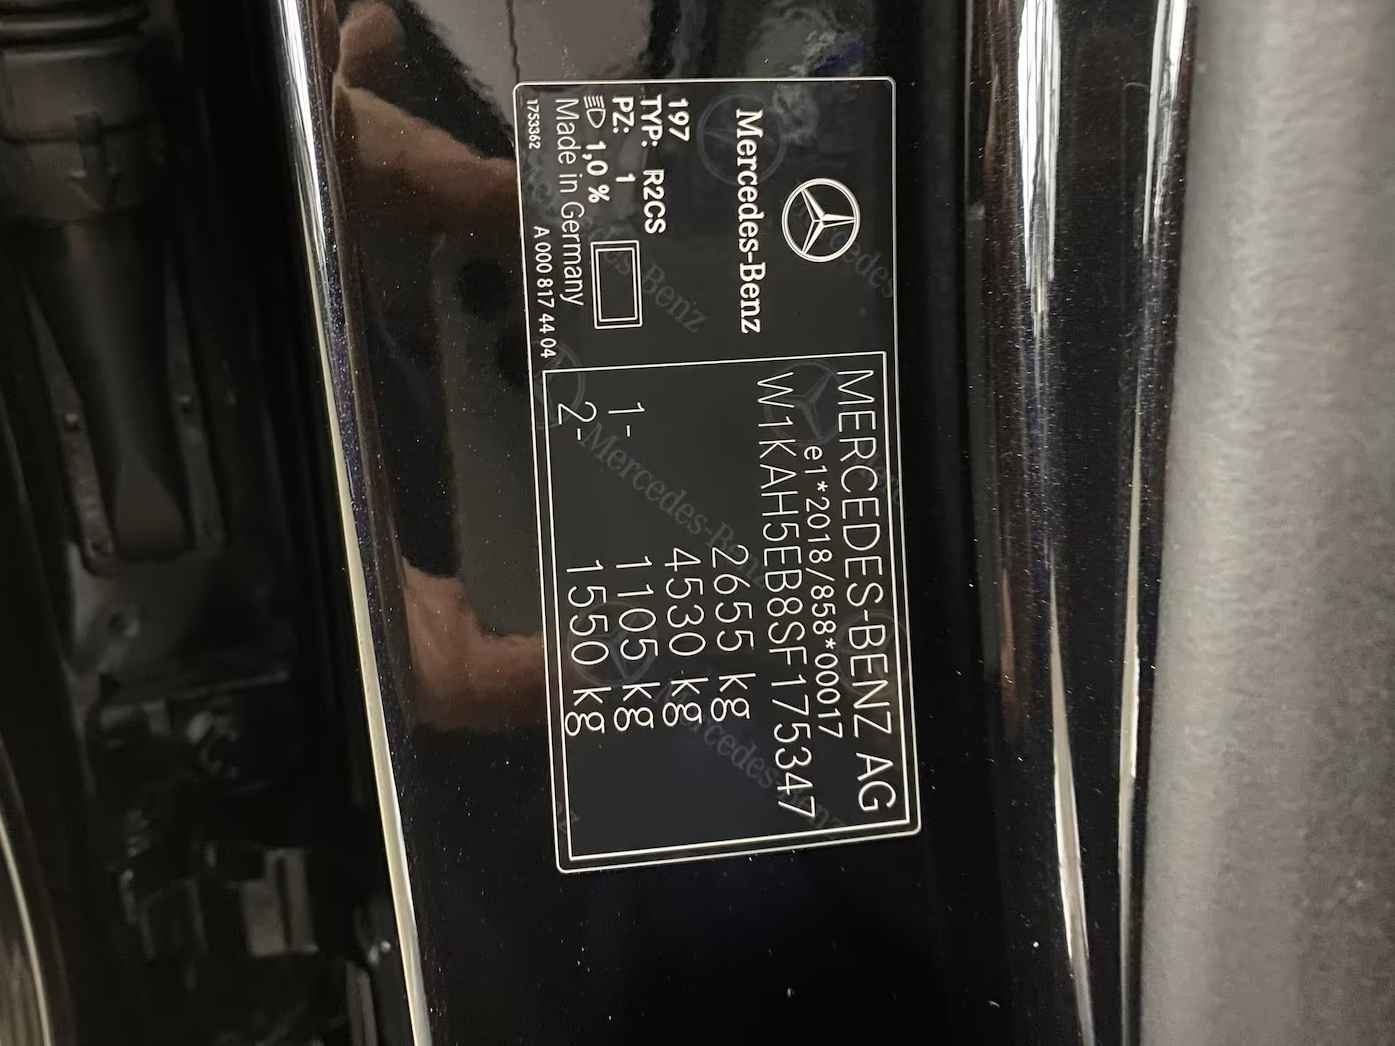 Mercedes-Benz
197
TYP: R2CS
PZ: 1
1,0 %
Made in Germany
1753362
A 000 817 44 04
MERCEDES-BENZ AG
e1*2018/858*00017
W1KAH5EB8SF175347
2655 kg
4530 kg
1- 1105 kg
2- 1550 kg